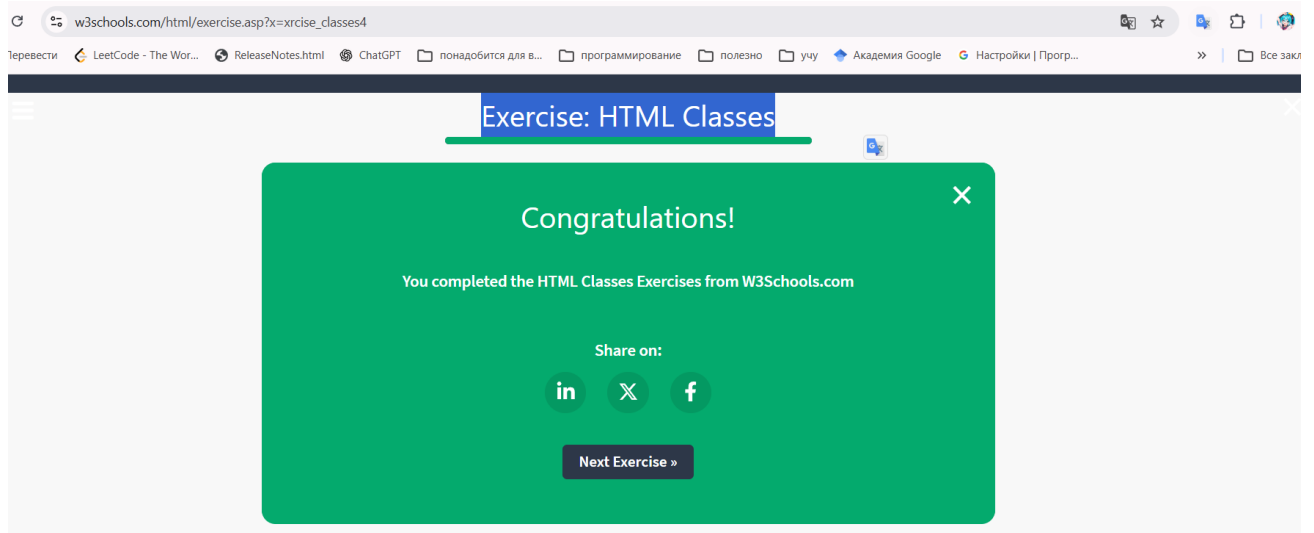 w3schools.com/html/exercise.asp?x=xrcise_classes4
Перевести LeetCode - The Wor... ReleaseNotes.html ChatGPT понадобится для в... программирование полезно учу Академия Google Настройки | Прогр... » Все закл
Exercise: HTML Classes
Congratulations!
You completed the HTML Classes Exercises from W3Schools.com
Share on:
Next Exercise »